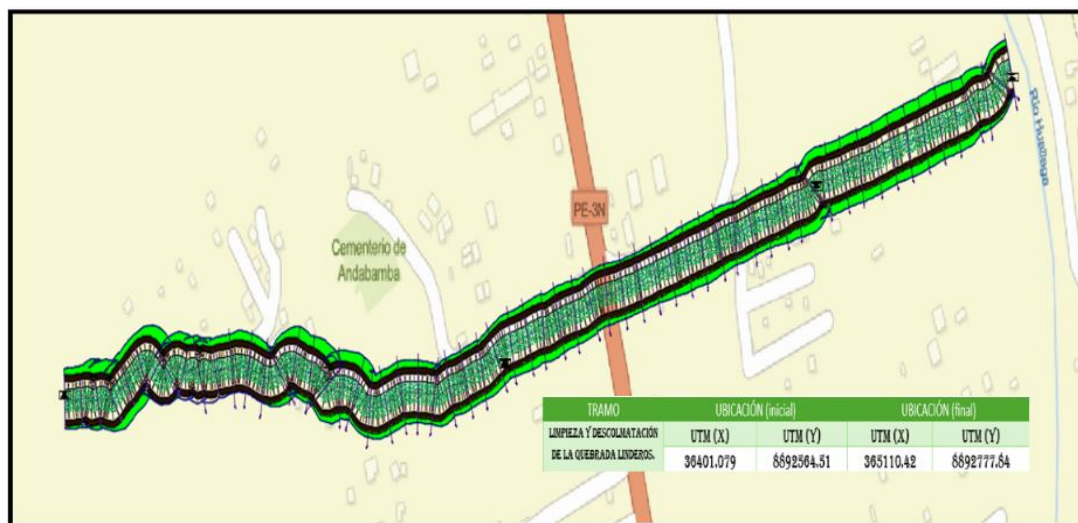 Río Huallaga
PE-3N
Cementerio de
Andabamba
TRAMO UBICACIÓN (inicial) UBICACIÓN (final)
LIMPIEZA Y DESCOLMATACIÓN
DE LA QUEBRADA LINDEROS.
UTM (X) UTM (Y) UTM (X) UTM (Y)
36401.079 8892564.51 365110.42 8892777.84